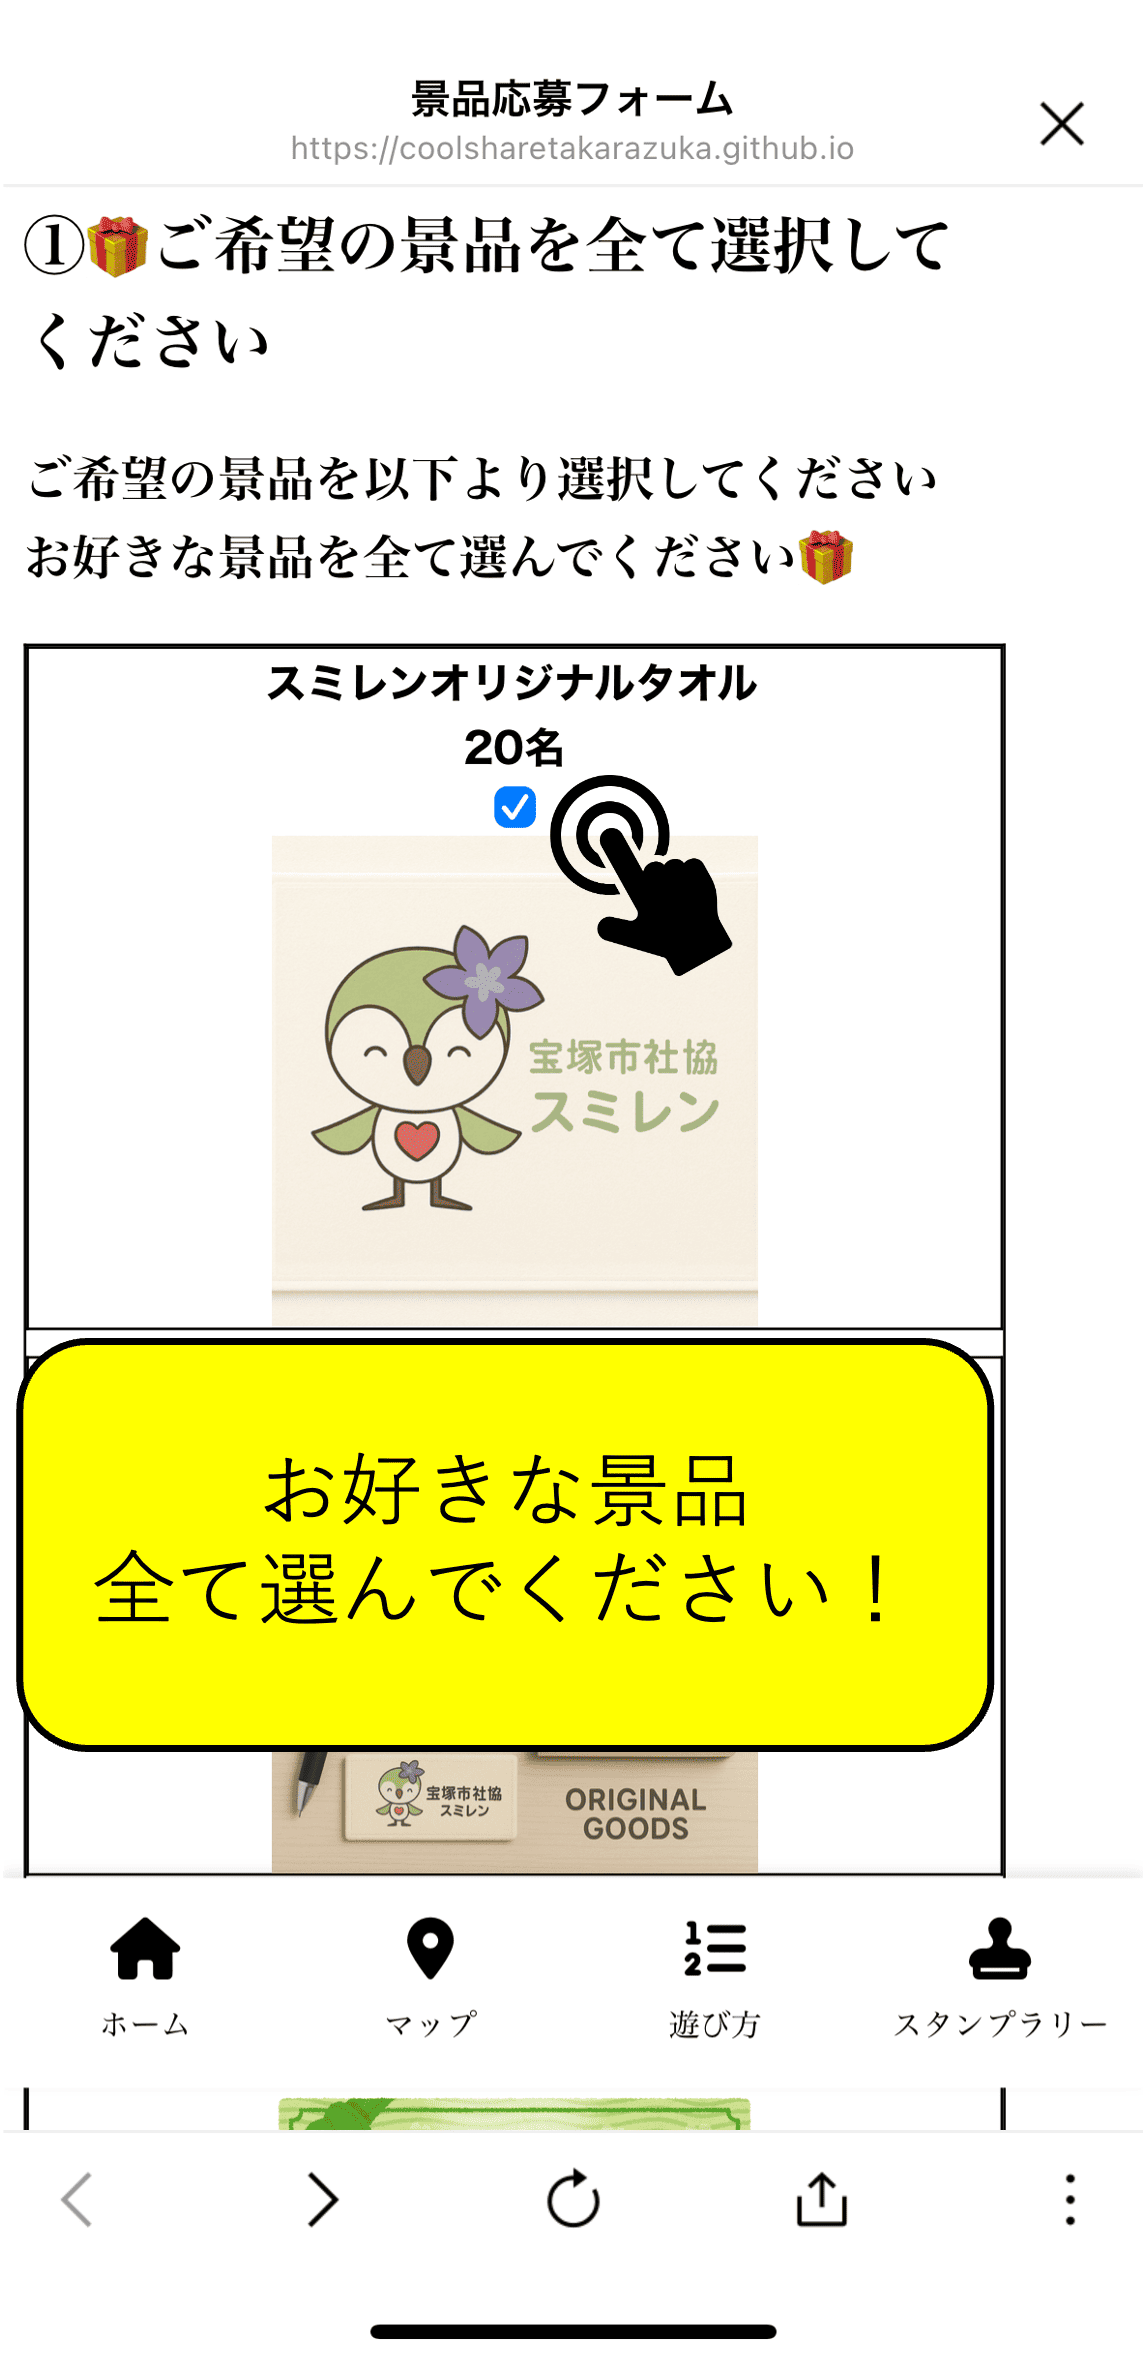 景品応募フォーム
https://coolsharetakarazuka.github.io
①🎁ご希望の景品を全て選択して
ください
ご希望の景品を以下より選択してください
お好きな景品を全て選んでください🎁
スミレンオリジナルタオル
20名
宝塚市社協
スミレン
お好きな景品
全て選んでください！
宝塚市社協
スミレン
ORIGINAL
GOODS
ホーム
マップ
遊び方
スタンプラリー